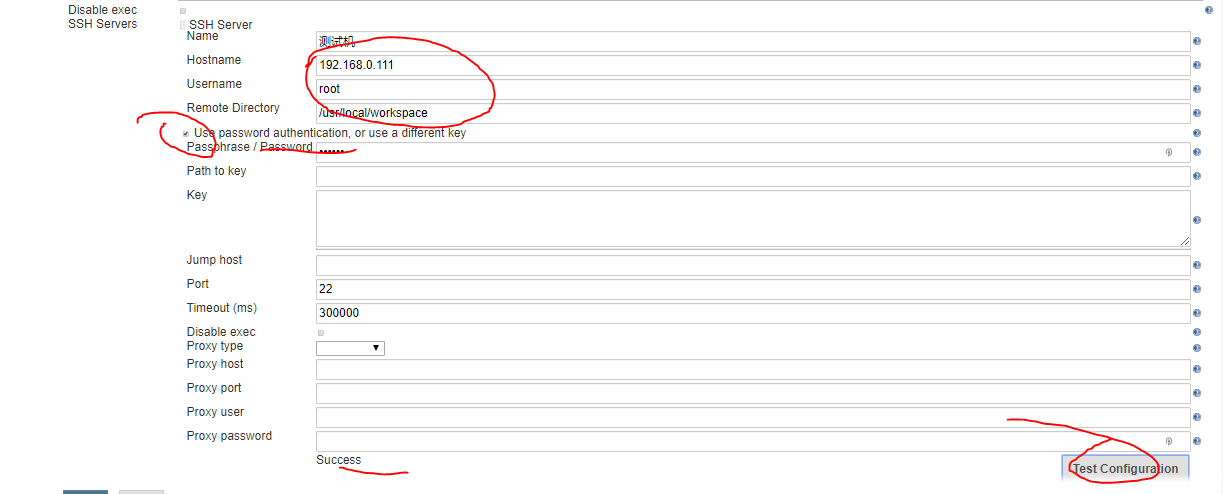 Disable exec
SSH Servers
SSH Server
Name
测试机
Hostname
192.168.0.111
Username
root
Remote Directory
/usr/local/workspace
Use password authentication, or use a different key
Passphrase / Password
••••••
Path to key
Key
Jump host
Port
22
Timeout (ms)
300000
Disable exec
Proxy type
Proxy host
Proxy port
Proxy user
Proxy password
Success
Test Configuration